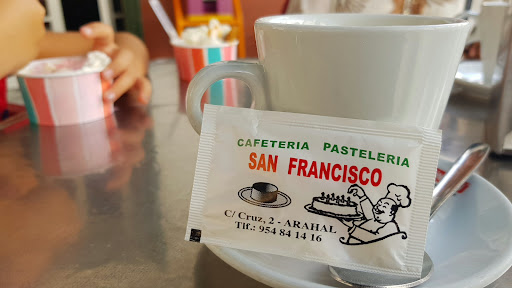 CAFETERIA PASTELERIA
SAN FRANCISCO
C/ Cruz, 2 - ARAHAL
Tlf.: 954 84 14 16